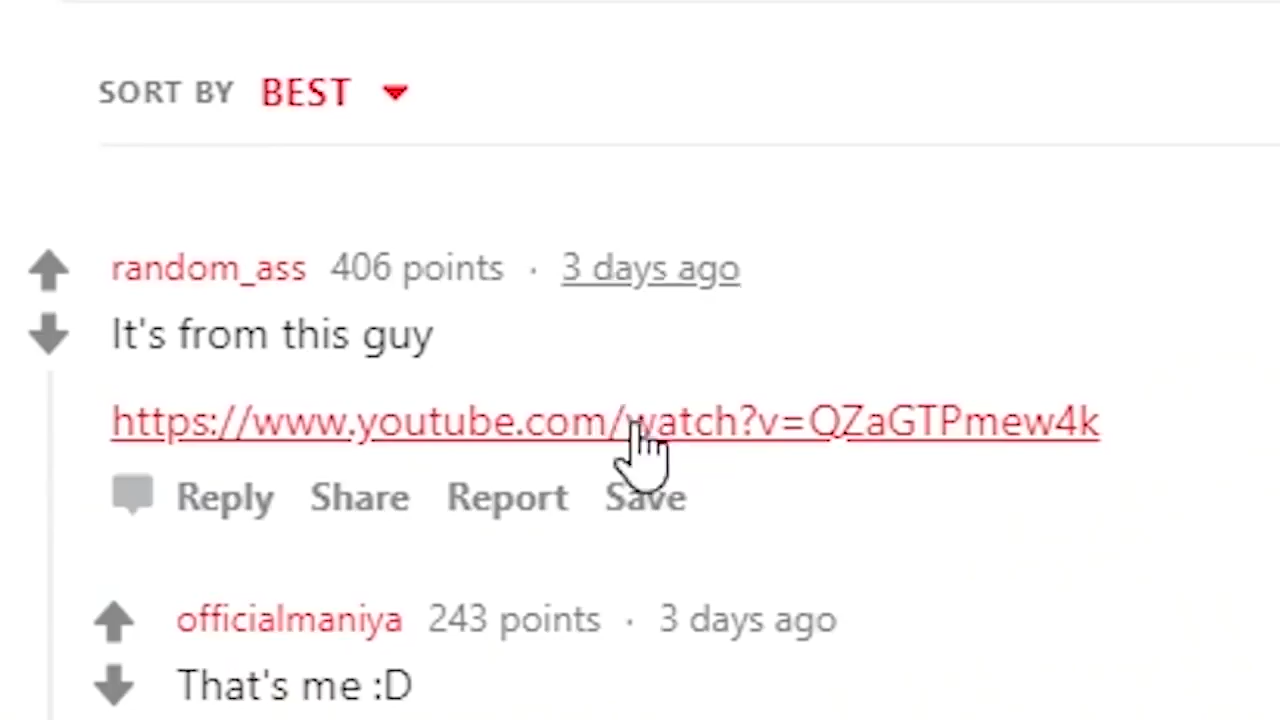 SORT BY BEST
random_ass 406 points · 3 days ago
It's from this guy
https://www.youtube.com/watch?v=QZaGTPmew4k
Reply Share Report Save
officialmaniya 243 points · 3 days ago
That's me :D